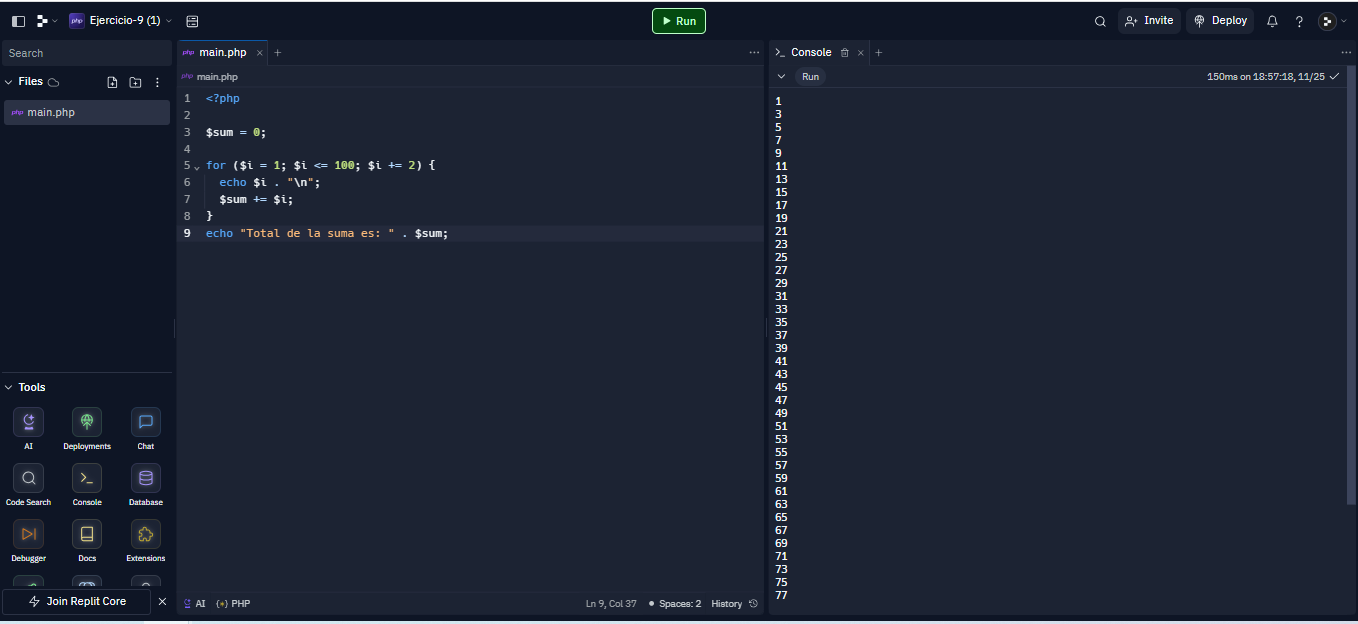 php Ejercicio-9 (1)
Run
Invite
Deploy
Search
Files
php main.php
Tools
AI
Deployments
Chat
Code Search
Console
Database
Debugger
Docs
Extensions
Join Replit Core
php main.php
php main.php
1 <?php
2
3 $sum = 0;
4
5 for ($i = 1; $i <= 100; $i += 2) {
6 echo $i . "\n";
7 $sum += $i;
8 }
9 echo "Total de la suma es: " . $sum;
AI PHP
Ln 9, Col 37 Spaces: 2 History
Console
Run 150ms on 18:57:18, 11/25
1
3
5
7
9
11
13
15
17
19
21
23
25
27
29
31
33
35
37
39
41
43
45
47
49
51
53
55
57
59
61
63
65
67
69
71
73
75
77